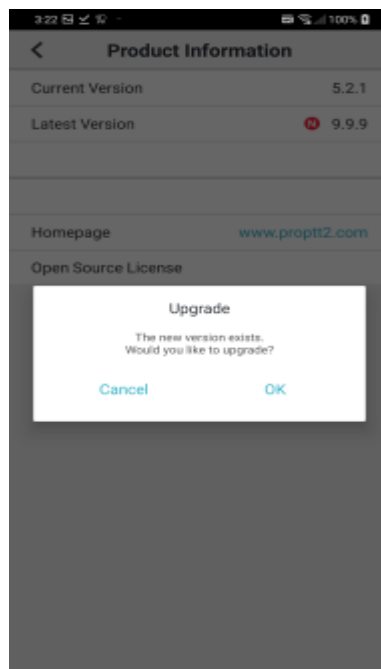 3:22 100%
Product Information
Current Version 5.2.1
Latest Version N 9.9.9
Homepage www.proptt2.com
Open Source License
Upgrade
The new version exists.
Would you like to upgrade?
Cancel OK